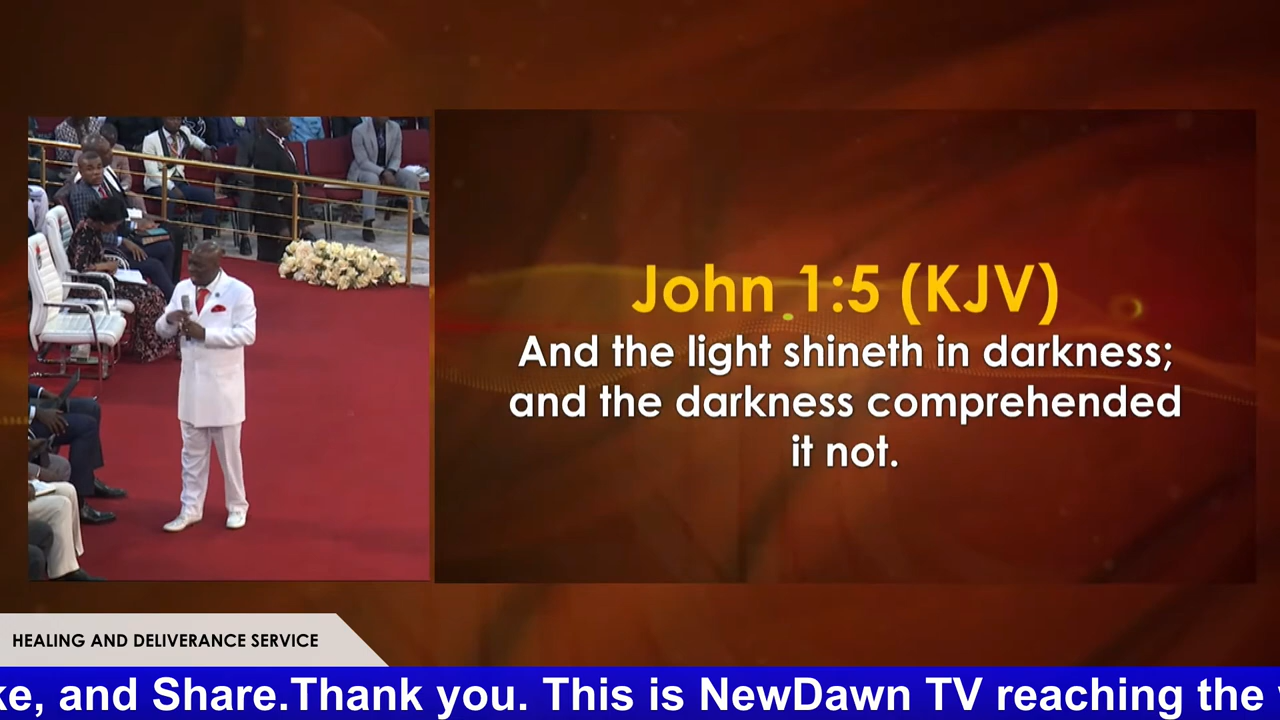 John 1:5 (KJV)
And the light shineth in darkness;
and the darkness comprehended
it not.
HEALING AND DELIVERANCE SERVICE
ke, and Share.Thank you. This is NewDawn TV reaching the